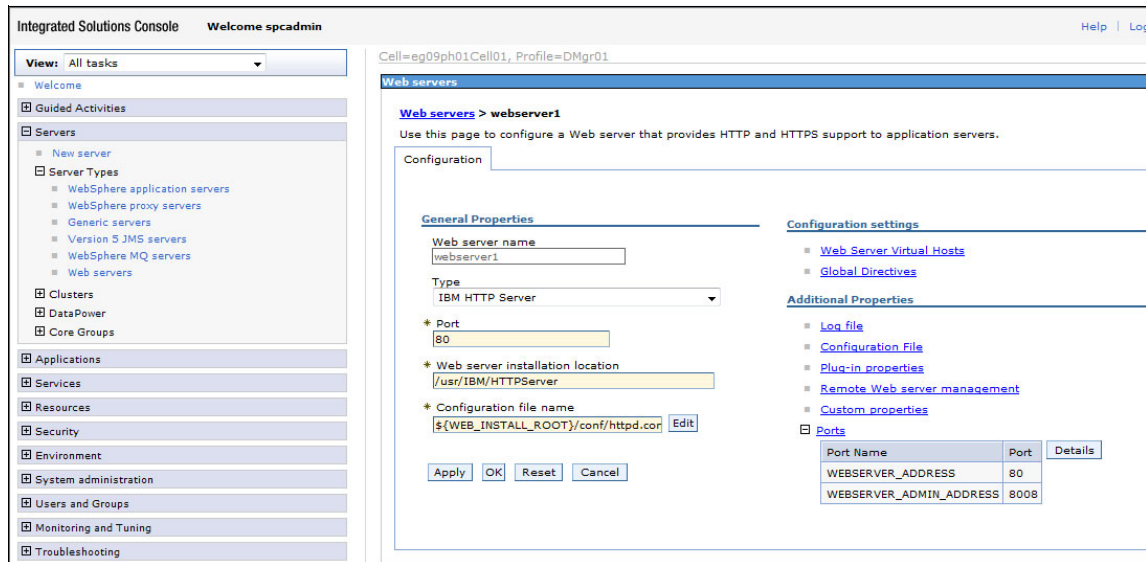 Integrated Solutions Console Welcome spcadmin Help Log
View: All tasks
Welcome
Guided Activities
Servers
New server
Server Types
WebSphere application servers
WebSphere proxy servers
Generic servers
Version 5 JMS servers
WebSphere MQ servers
Web servers
Clusters
DataPower
Core Groups
Applications
Services
Resources
Security
Environment
System administration
Users and Groups
Monitoring and Tuning
Troubleshooting
Cell=eg09ph01Cell01, Profile=DMgr01
Web servers
Web servers > webserver1
Use this page to configure a Web server that provides HTTP and HTTPS support to application servers.
Configuration
General Properties
Web server name
webserver1
Type
IBM HTTP Server
* Port
80
* Web server installation location
/usr/IBM/HTTPServer
* Configuration file name
${WEB_INSTALL_ROOT}/conf/httpd.con Edit
Apply OK Reset Cancel
Configuration settings
Web Server Virtual Hosts
Global Directives
Additional Properties
Log file
Configuration File
Plug-in properties
Remote Web server management
Custom properties
Ports
Port Name Port Details
WEBSERVER_ADDRESS 80
WEBSERVER_ADMIN_ADDRESS 8008